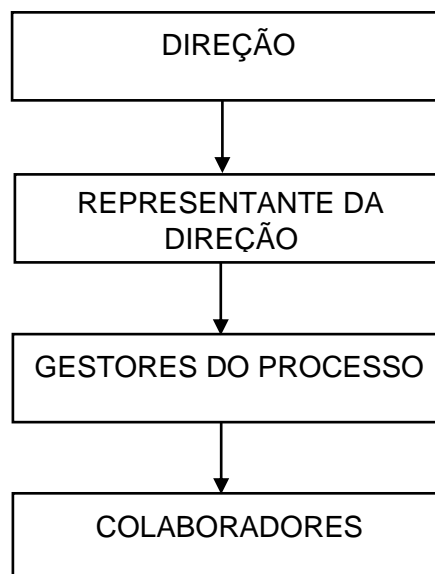 DIREÇÃO
REPRESENTANTE DA
DIREÇÃO
GESTORES DO PROCESSO
COLABORADORES